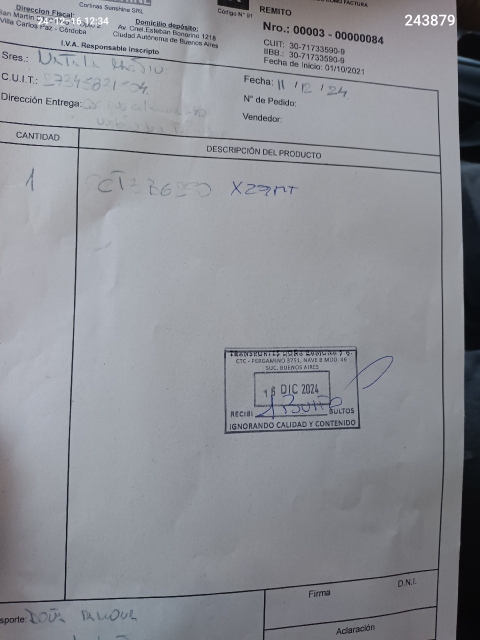 24-12-16 12:34
243879
Direccion Fiscal:
Villa Carlos Paz - Córdoba
Cortinas Sunshine SRL
Domicilio depósito:
Av. Cnel.Esteban Bonorino 1218
Ciudad Autónoma de Buenos Aires
I.V.A. Responsable Inscripto
Código N° 91
REMITO
Nro.: 00003 - 00000084
CUIT: 30-71733590-9
IIBB.: 30-71733590-9
Fecha de Inicio: 01/10/2021
Sres.:
C.U.I.T.:
Dirección Entrega:
Fecha: 11 12 24
N° de Pedido:
Vendedor:
CANTIDAD
DESCRIPCIÓN DEL PRODUCTO
1
CTC - PERGAMINO 3751, NAVE B MOD. 46
SUC. BUENOS AIRES
16 DIC 2024
RECIBI 1 Bulto BULTOS
IGNORANDO CALIDAD Y CONTENIDO
Firma
D.N.I.
Aclaración